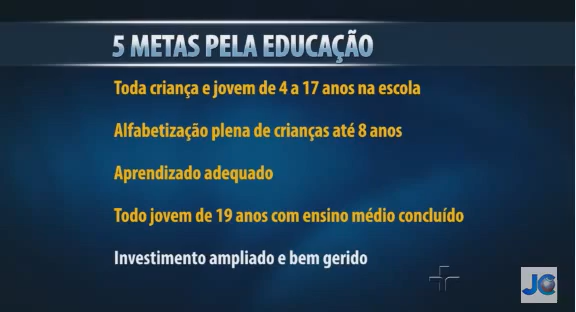 5 METAS PELA EDUCAÇÃO
Toda criança e jovem de 4 a 17 anos na escola
Alfabetização plena de crianças até 8 anos
Aprendizado adequado
Todo jovem de 19 anos com ensino médio concluído
Investimento ampliado e bem gerido
JC